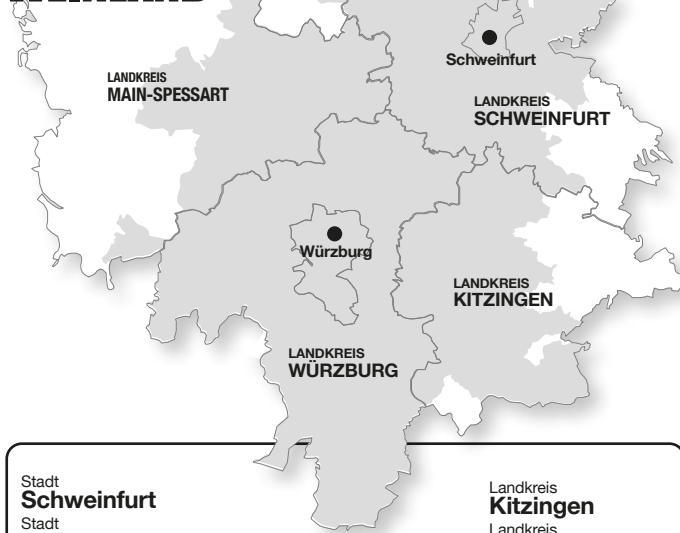 Schweinfurt
LANDKREIS
MAIN-SPESSART
LANDKREIS
SCHWEINFURT
Würzburg
LANDKREIS
KITZINGEN
LANDKREIS
WÜRZBURG
Stadt
Schweinfurt
Stadt
Landkreis
Kitzingen
Landkreis